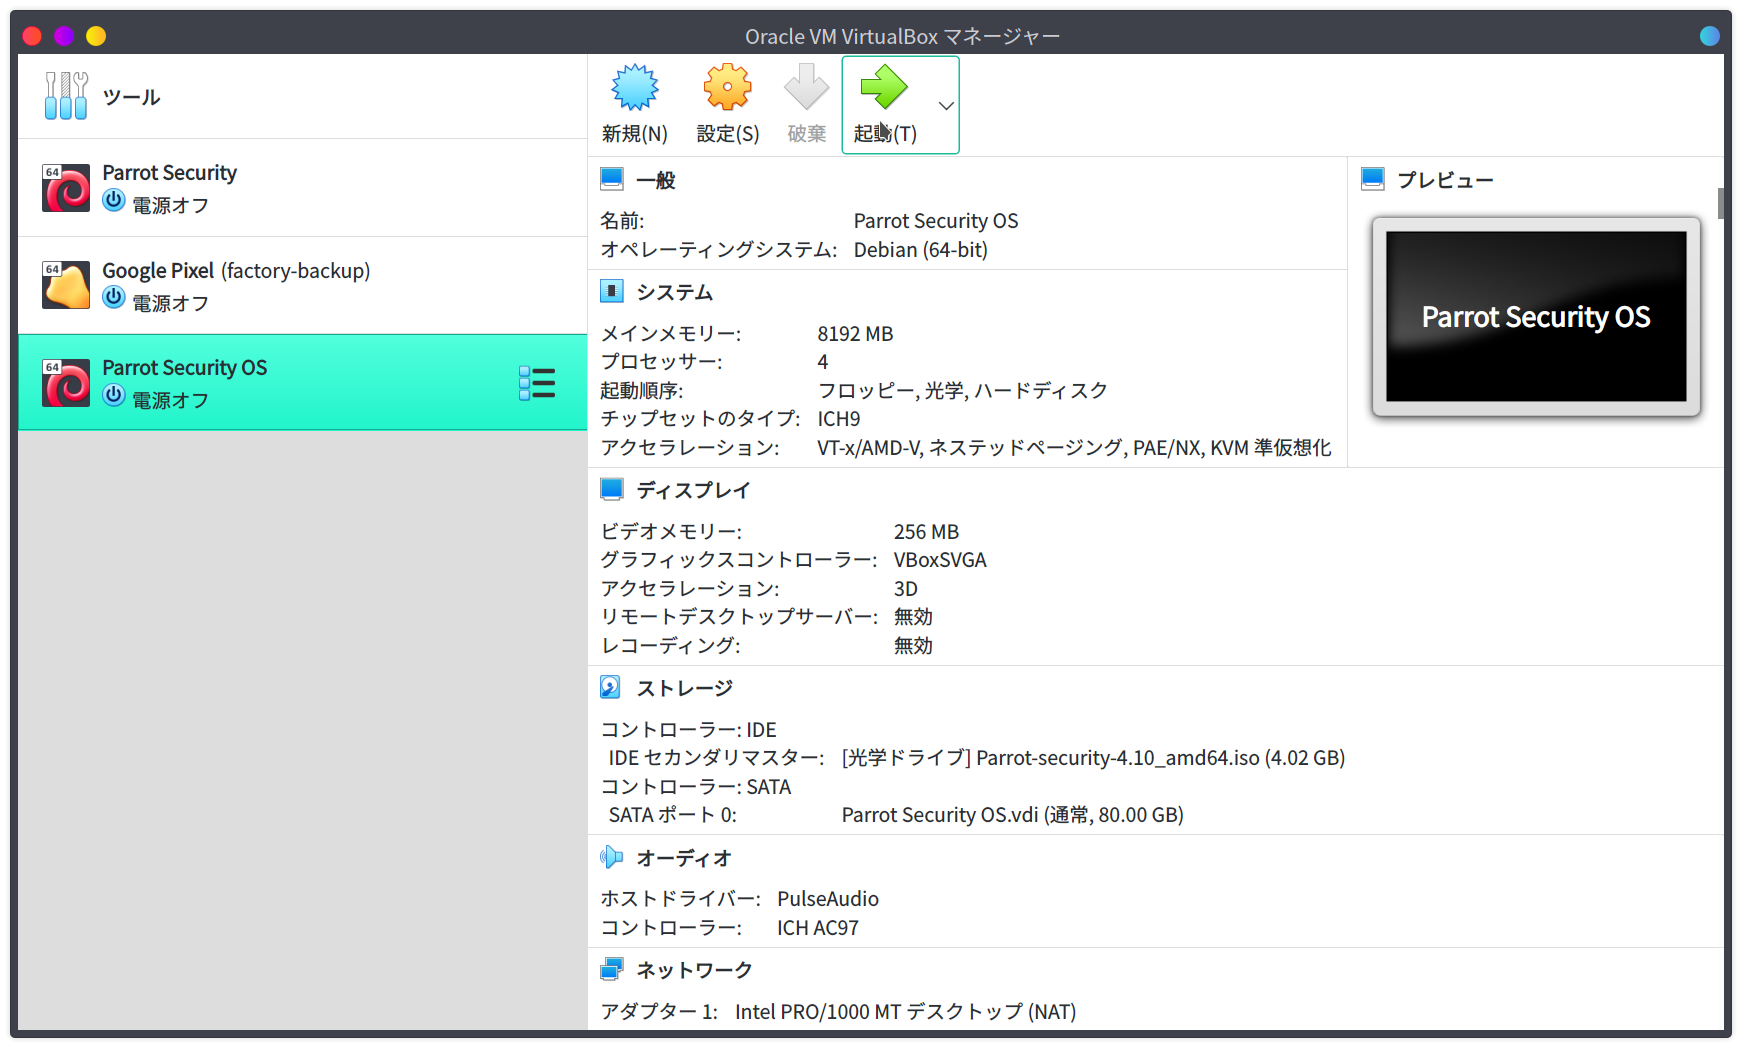 Oracle VM VirtualBox マネージャー
ツール
新規(N)
設定(S)
破棄
起動(T)
64
Parrot Security
電源オフ
64
Google Pixel (factory-backup)
電源オフ
64
Parrot Security OS
電源オフ
一般
名前: Parrot Security OS
オペレーティングシステム: Debian (64-bit)
プレビュー
Parrot Security OS
システム
メインメモリー: 8192 MB
プロセッサー: 4
起動順序: フロッピー, 光学, ハードディスク
チップセットのタイプ: ICH9
アクセラレーション: VT-x/AMD-V, ネステッドページング, PAE/NX, KVM 準仮想化
ディスプレイ
ビデオメモリー: 256 MB
グラフィックスコントローラー: VBoxSVGA
アクセラレーション: 3D
リモートデスクトップサーバー: 無効
レコーディング: 無効
ストレージ
コントローラー: IDE
IDE セカンダリマスター: [光学ドライブ] Parrot-security-4.10_amd64.iso (4.02 GB)
コントローラー: SATA
SATA ポート 0: Parrot Security OS.vdi (通常, 80.00 GB)
オーディオ
ホストドライバー: PulseAudio
コントローラー: ICH AC97
ネットワーク
アダプター 1: Intel PRO/1000 MT デスクトップ (NAT)